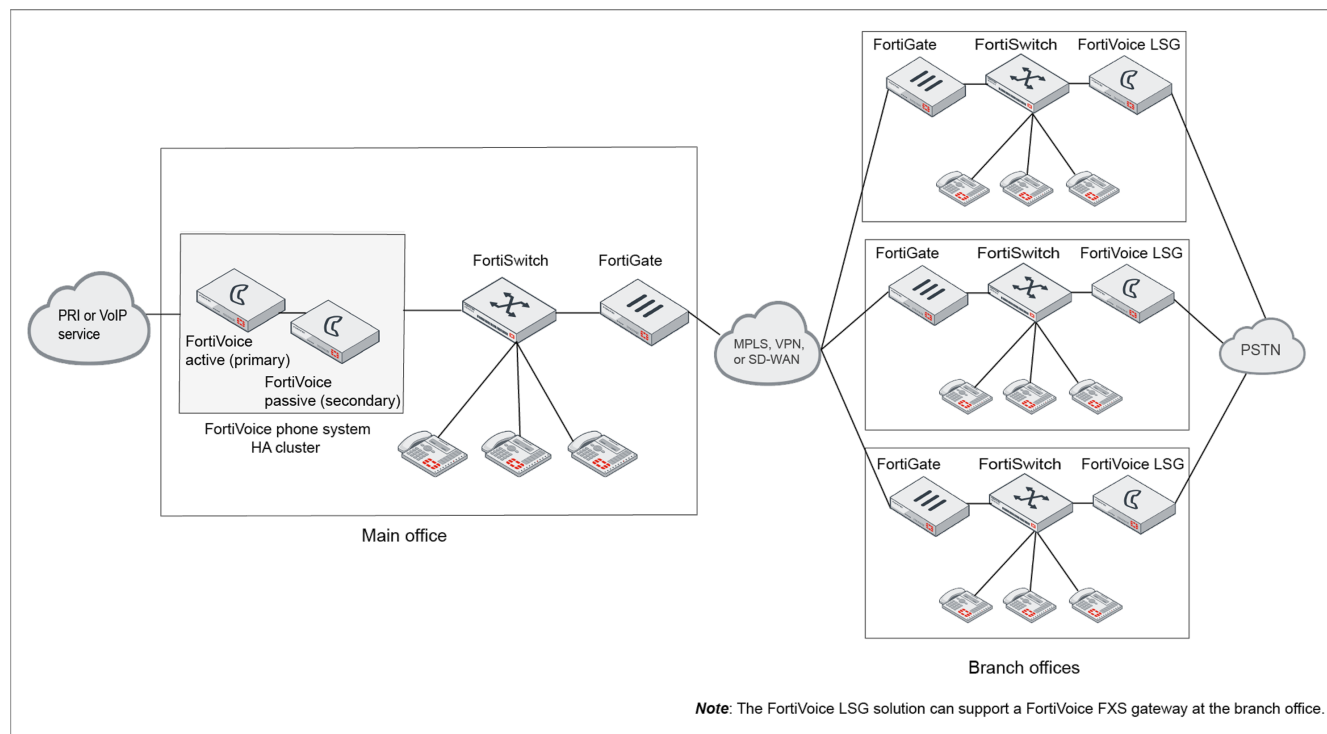 FortiGate
FortiSwitch
FortiVoice LSG
PRI or VoIP
service
FortiVoice
active (primary)
FortiVoice
passive (secondary)
FortiVoice phone system
HA cluster
FortiSwitch
FortiGate
Main office
MPLS, VPN,
or SD-WAN
FortiGate
FortiSwitch
FortiVoice LSG
PSTN
FortiGate
FortiSwitch
FortiVoice LSG
Branch offices
Note: The FortiVoice LSG solution can support a FortiVoice FXS gateway at the branch office.